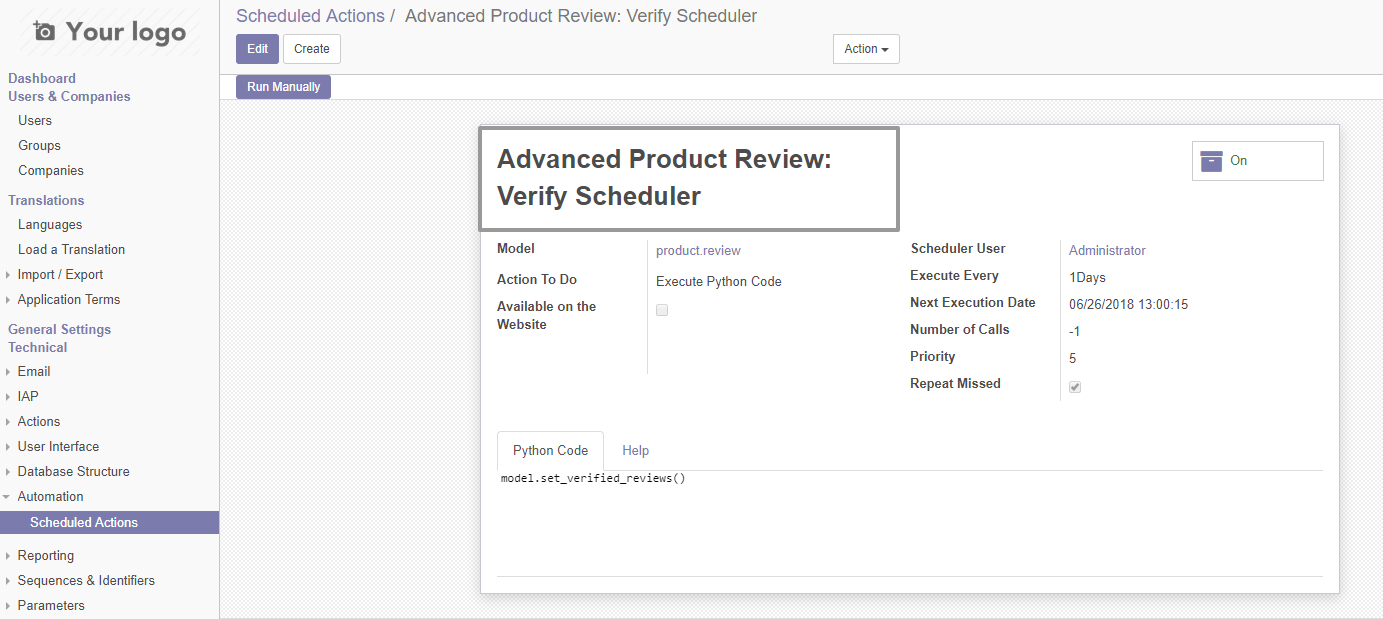 Your logo
Dashboard
Users & Companies
Users
Groups
Companies
Translations
Languages
Load a Translation
Import / Export
Application Terms
General Settings
Technical
Email
IAP
Actions
User Interface
Database Structure
Automation
Scheduled Actions
Reporting
Sequences & Identifiers
Parameters
Scheduled Actions / Advanced Product Review: Verify Scheduler
Edit Create Action
Run Manually
Advanced Product Review:
Verify Scheduler
On
Model product.review
Action To Do Execute Python Code
Available on the
Website
Scheduler User Administrator
Execute Every 1Days
Next Execution Date 06/26/2018 13:00:15
Number of Calls -1
Priority 5
Repeat Missed
Python Code Help
model.set_verified_reviews()